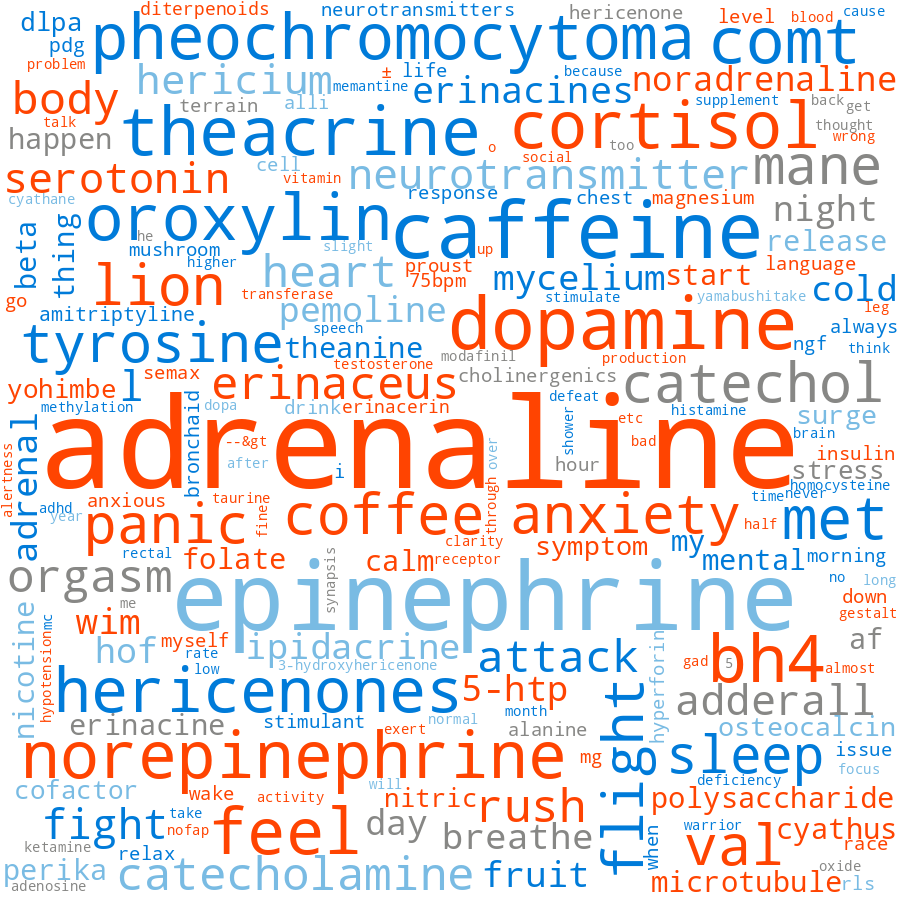 diterpenoids
neurotransmitters
hericenone
level
blood
cause
dlpa
pheochromocytoma
comt
pdg
problem
±
life
because
hericium
memantine
erinacines
noradrenaline
body
terrain
alli
supplement
back
get
talk
theacrine
cortisol
thought
happen
o
too
wrong
cell
social
serotonin
vitamin
neurotransmitter
mane
cyathane
response
chest
magnesium
oroxylin
caffeine
night
beta
thing
he
mushroom
slight
up
release
higher
heart
proust
language
lion
75bpm
mycelium
start
cold
go
transferase
stimulate
yamabushitake
leg
amitriptyline
pemoline
dopamine
speech
always
tyrosine
theanine
ngf
think
testosterone
modafinil
production
yohimbe
l
semax
erinaceus
cholinergics
catechol
methylation
bronchaid
dopa
drink
erinacerin
defeat
histamine
surge
adrenal
adrenaline
shower
etc
brain
alertness
--&gt
bad
insulin
after
i
through
over
hour
stress
homocysteine
adhd
anxious
taurine
time
never
year
panic
fine
coffee
anxiety
half
met
rectal
folate
clarity
calm
receptor
symptom
my
mental
morning
orgasm
synapsis
epinephrine
no
long
me
down
nicotine
wim
gestalt
hypotension
mc
hof
myself
ipidacrine
hyperforin
bh4
af
rate
low
3-hydroxyhericenone
attack
gad
5
almost
hericenones
5-htp
flight
adderall
erinacine
stimulant
normal
month
alanine
osteocalcin
exert
norepinephrine
mg
sleep
issue
focus
cofactor
wake
activity
will
nitric
deficiency
polysaccharide
fight
take
nofap
feel
day
rush
breathe
when
warrior
val
cyathus
race
ketamine
relax
perika
adenosine
catecholamine
fruit
microtubule
oxide
rls